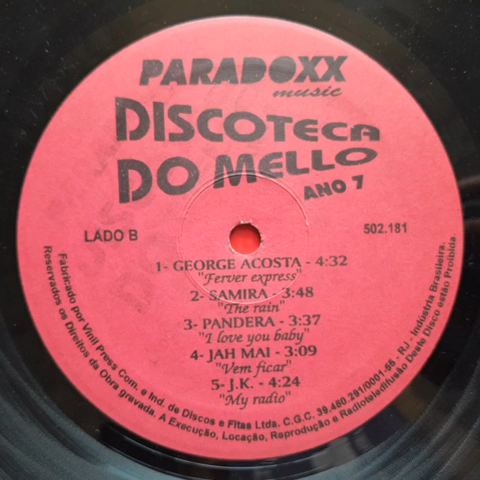 PARADOXX
music
DISCOTECA
DO MELLO
ANO 7
LADO B
502.181
1- GEORGE ACOSTA - 4:32
"Ferver express"
2- SAMIRA - 3:48
"The rain"
3- PANDERA - 3:37
"I love you baby"
4- JAH MAI - 3:09
"Vem ficar"
5- J.K. - 4:24
"My radio"
Fabricado por Vinil Press Com. e Ind. de Discos e Fitas Ltda. C.G.C. 39.480.291/0001-55 - RJ - Indústria Brasileira.
Reservados os Direitos da Obra gravada. A Execução, Locação, Reprodução e Radioteledifusão Deste Disco estão Proibida